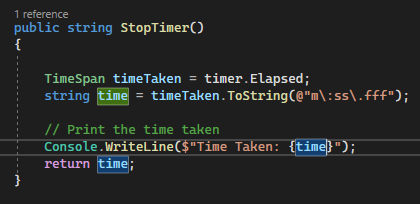 1 reference
public string StopTimer()
{
TimeSpan timeTaken = timer.Elapsed;
string time = timeTaken.ToString(@"m\:ss\.fff");
// Print the time taken
Console.WriteLine($"Time Taken: {time}");
return time;
}